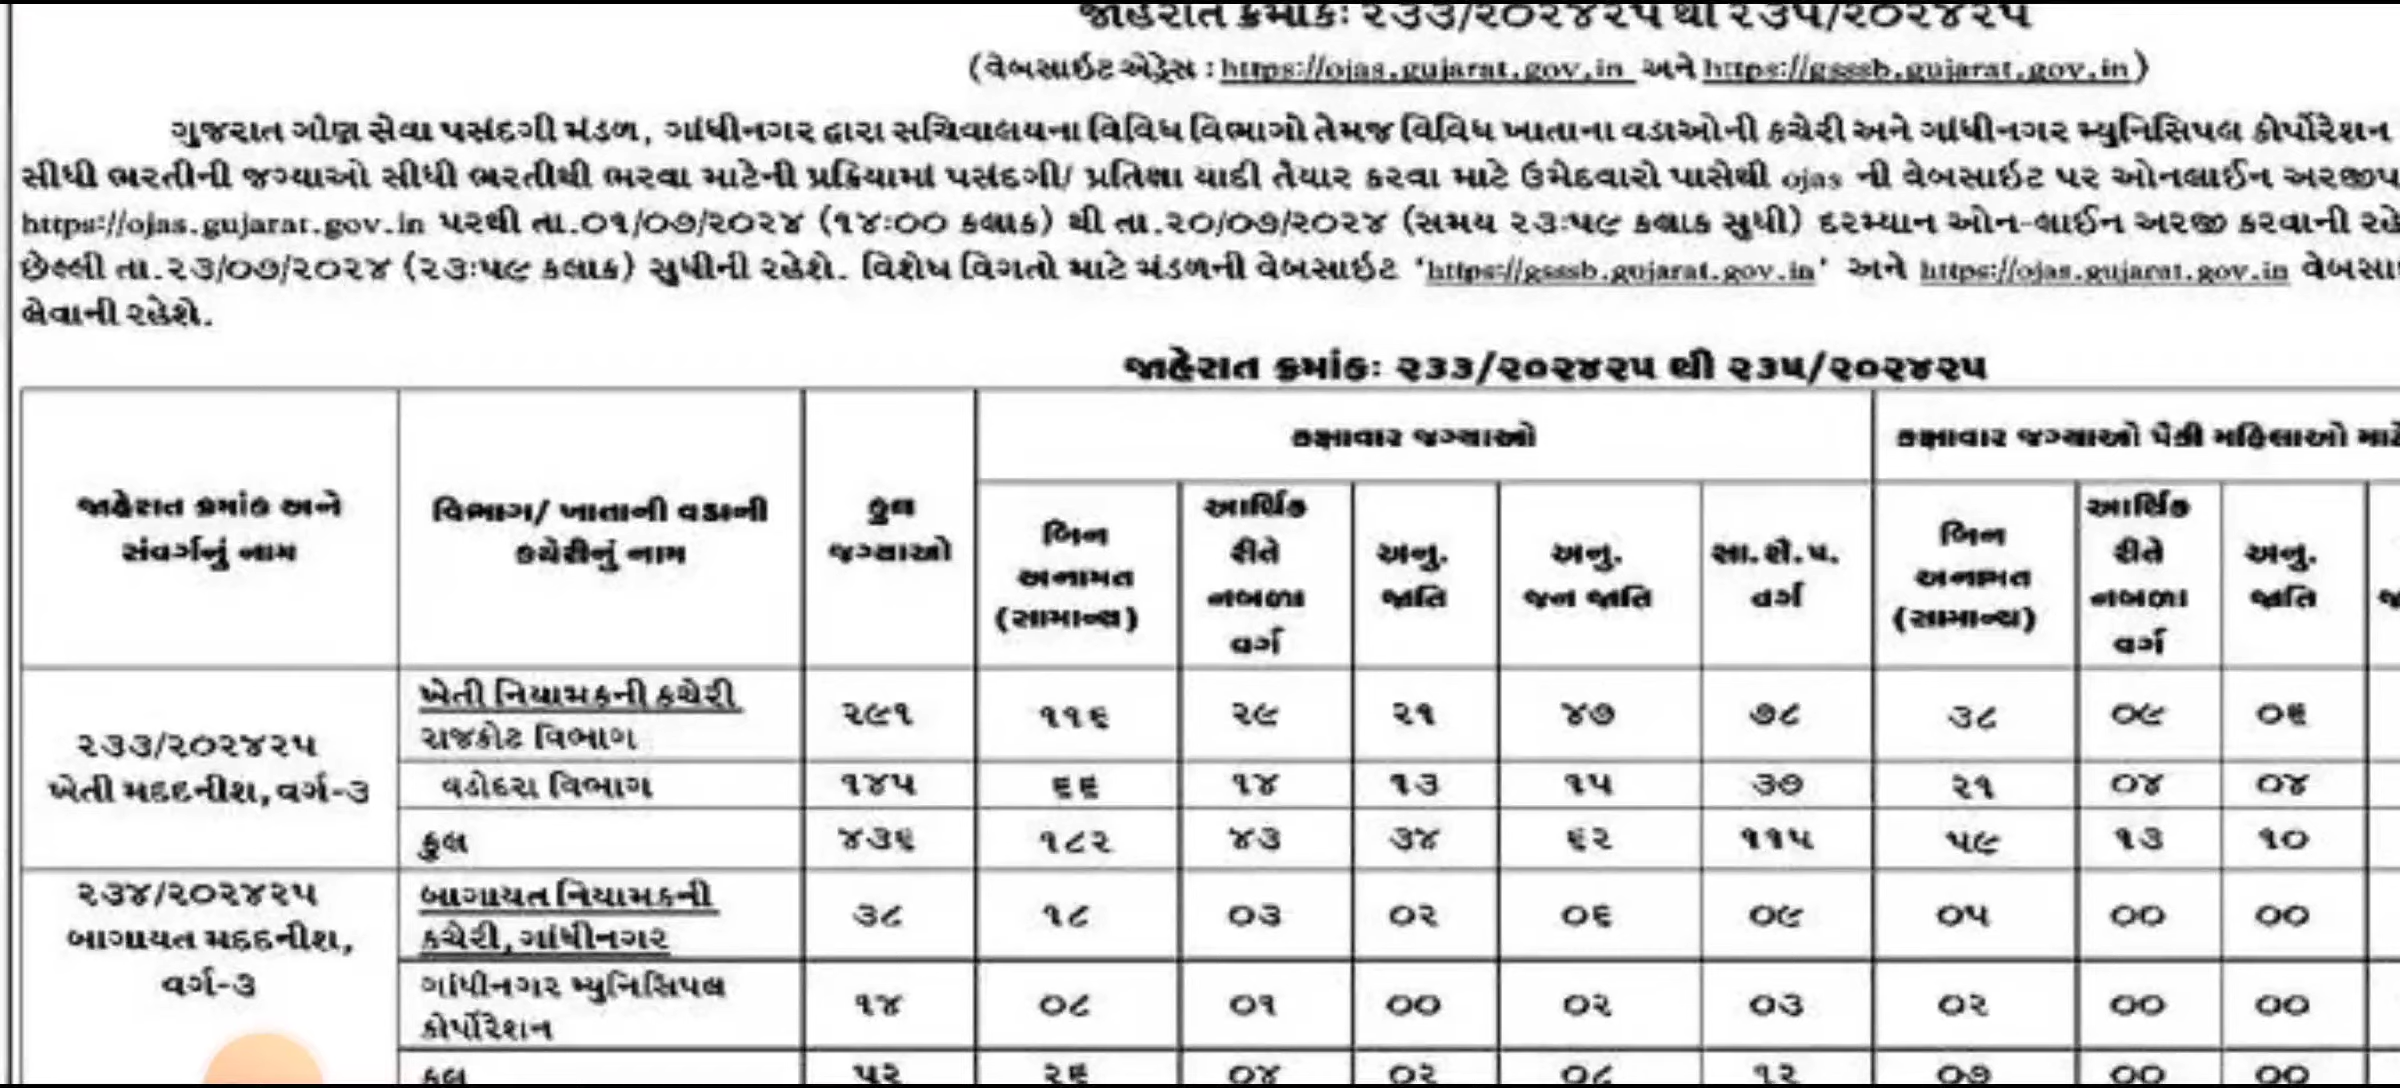 જાહેરાત ક્રમાંકઃ ૨૩૩/૨૦૨૪૨૫ થી ૨૩૫/૨૦૨૪૨૫
(વેબસાઇટ એડ્રેસ : https://ojas.gujarat.gov.in અને https://gsssb.gujarat.gov.in)
ગુજરાત ગૌણ સેવા પસંદગી મંડળ, ગાંધીનગર દ્વારા સચિવાલયના વિવિધ વિભાગો તેમજ વિવિધ ખાતાના વડાઓની કચેરી અને ગાંધીનગર મ્યુનિસિપલ કોર્પોરેશન
સીધી ભરતીની જગ્યાઓ સીધી ભરતીથી ભરવા માટેની પ્રક્રિયામાં પસંદગી/ પ્રતિક્ષા યાદી તૈયાર કરવા માટે ઉમેદવારો પાસેથી ojas ની વેબસાઇટ પર ઓનલાઈન અરજીપ
https://ojas.gujarat.gov.in પરથી તા.૦૧/૦૭/૨૦૨૪ (૧૪:૦૦ કલાક) થી તા.૨૦/૦૭/૨૦૨૪ (સમય ૨૩:૫૯ કલાક સુધી) દરમ્યાન ઓન-લાઈન અરજી કરવાની રહે
છેલ્લી તા.૨૩/૦૭/૨૦૨૪ (૨૩:૫૯ કલાક) સુધીની રહેશે. વિશેષ વિગતો માટે મંડળની વેબસાઇટ 'https://gsssb.gujarat.gov.in' અને https://ojas.gujarat.gov.in વેબસા
લેવાની રહેશે.
જાહેરાત ક્રમાંકઃ ૨૩૩/૨૦૨૪૨૫ થી ૨૩૫/૨૦૨૪૨૫
જાહેરાત ક્રમાંક અને
સંવર્ગનું નામ
વિભાગ/ ખાતાની વડાની
કચેરીનું નામ
કુલ
જગ્યાઓ
કક્ષાવાર જગ્યાઓ
કક્ષાવાર જગ્યાઓ પૈકી મહિલાઓ માટે
બિન
અનામત
(સામાન્ય)
આર્થિક
રીતે
નબળા
વર્ગ
અનુ.
જાતિ
અનુ.
જન જાતિ
સા.શૈ.પ.
વર્ગ
બિન
અનામત
(સામાન્ય)
આર્થિક
રીતે
નબળા
વર્ગ
અનુ.
જાતિ
૨૩૩/૨૦૨૪૨૫
ખેતી મદદનીશ, વર્ગ-૩
ખેતી નિયામકની કચેરી
રાજકોટ વિભાગ
૨૯૧ ૧૧૬ ૨૯ ૨૧ ૪૭ ૭૮ ૩૮ ૦૯ ૦૬
વડોદરા વિભાગ ૧૪૫ ૬૬ ૧૪ ૧૩ ૧૫ ૩૭ ૨૧ ૦૪ ૦૪
કુલ ૪૩૬ ૧૮૨ ૪૩ ૩૪ ૬૨ ૧૧૫ ૫૯ ૧૩ ૧૦
૨૩૪/૨૦૨૪૨૫
બાગાયત મદદનીશ,
વર્ગ-૩
બાગાયત નિયામકની
કચેરી, ગાંધીનગર
૩૮ ૧૮ ૦૩ ૦૨ ૦૬ ૦૯ ૦૫ ૦૦ ૦૦
ગાંધીનગર મ્યુનિસિપલ
કોર્પોરેશન
૧૪ ૦૮ ૦૧ ૦૦ ૦૨ ૦૩ ૦૨ ૦૦ ૦૦
કુલ ૫૨ ૨૬ ૦૪ ૦૨ ૦૮ ૧૨ ૦૭ ૦૦ ૦૦